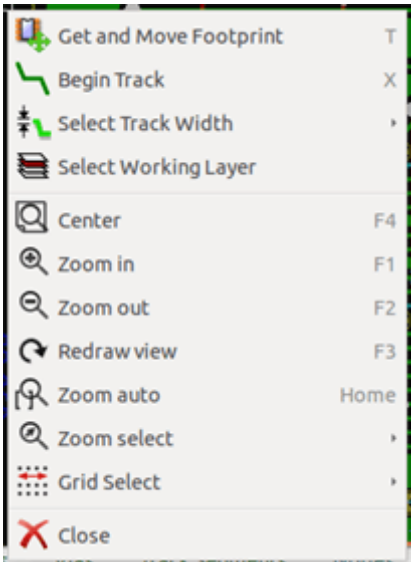 Get and Move Footprint T
Begin Track X
Select Track Width
Select Working Layer
Center F4
Zoom in F1
Zoom out F2
Redraw view F3
Zoom auto Home
Zoom select
Grid Select
Close